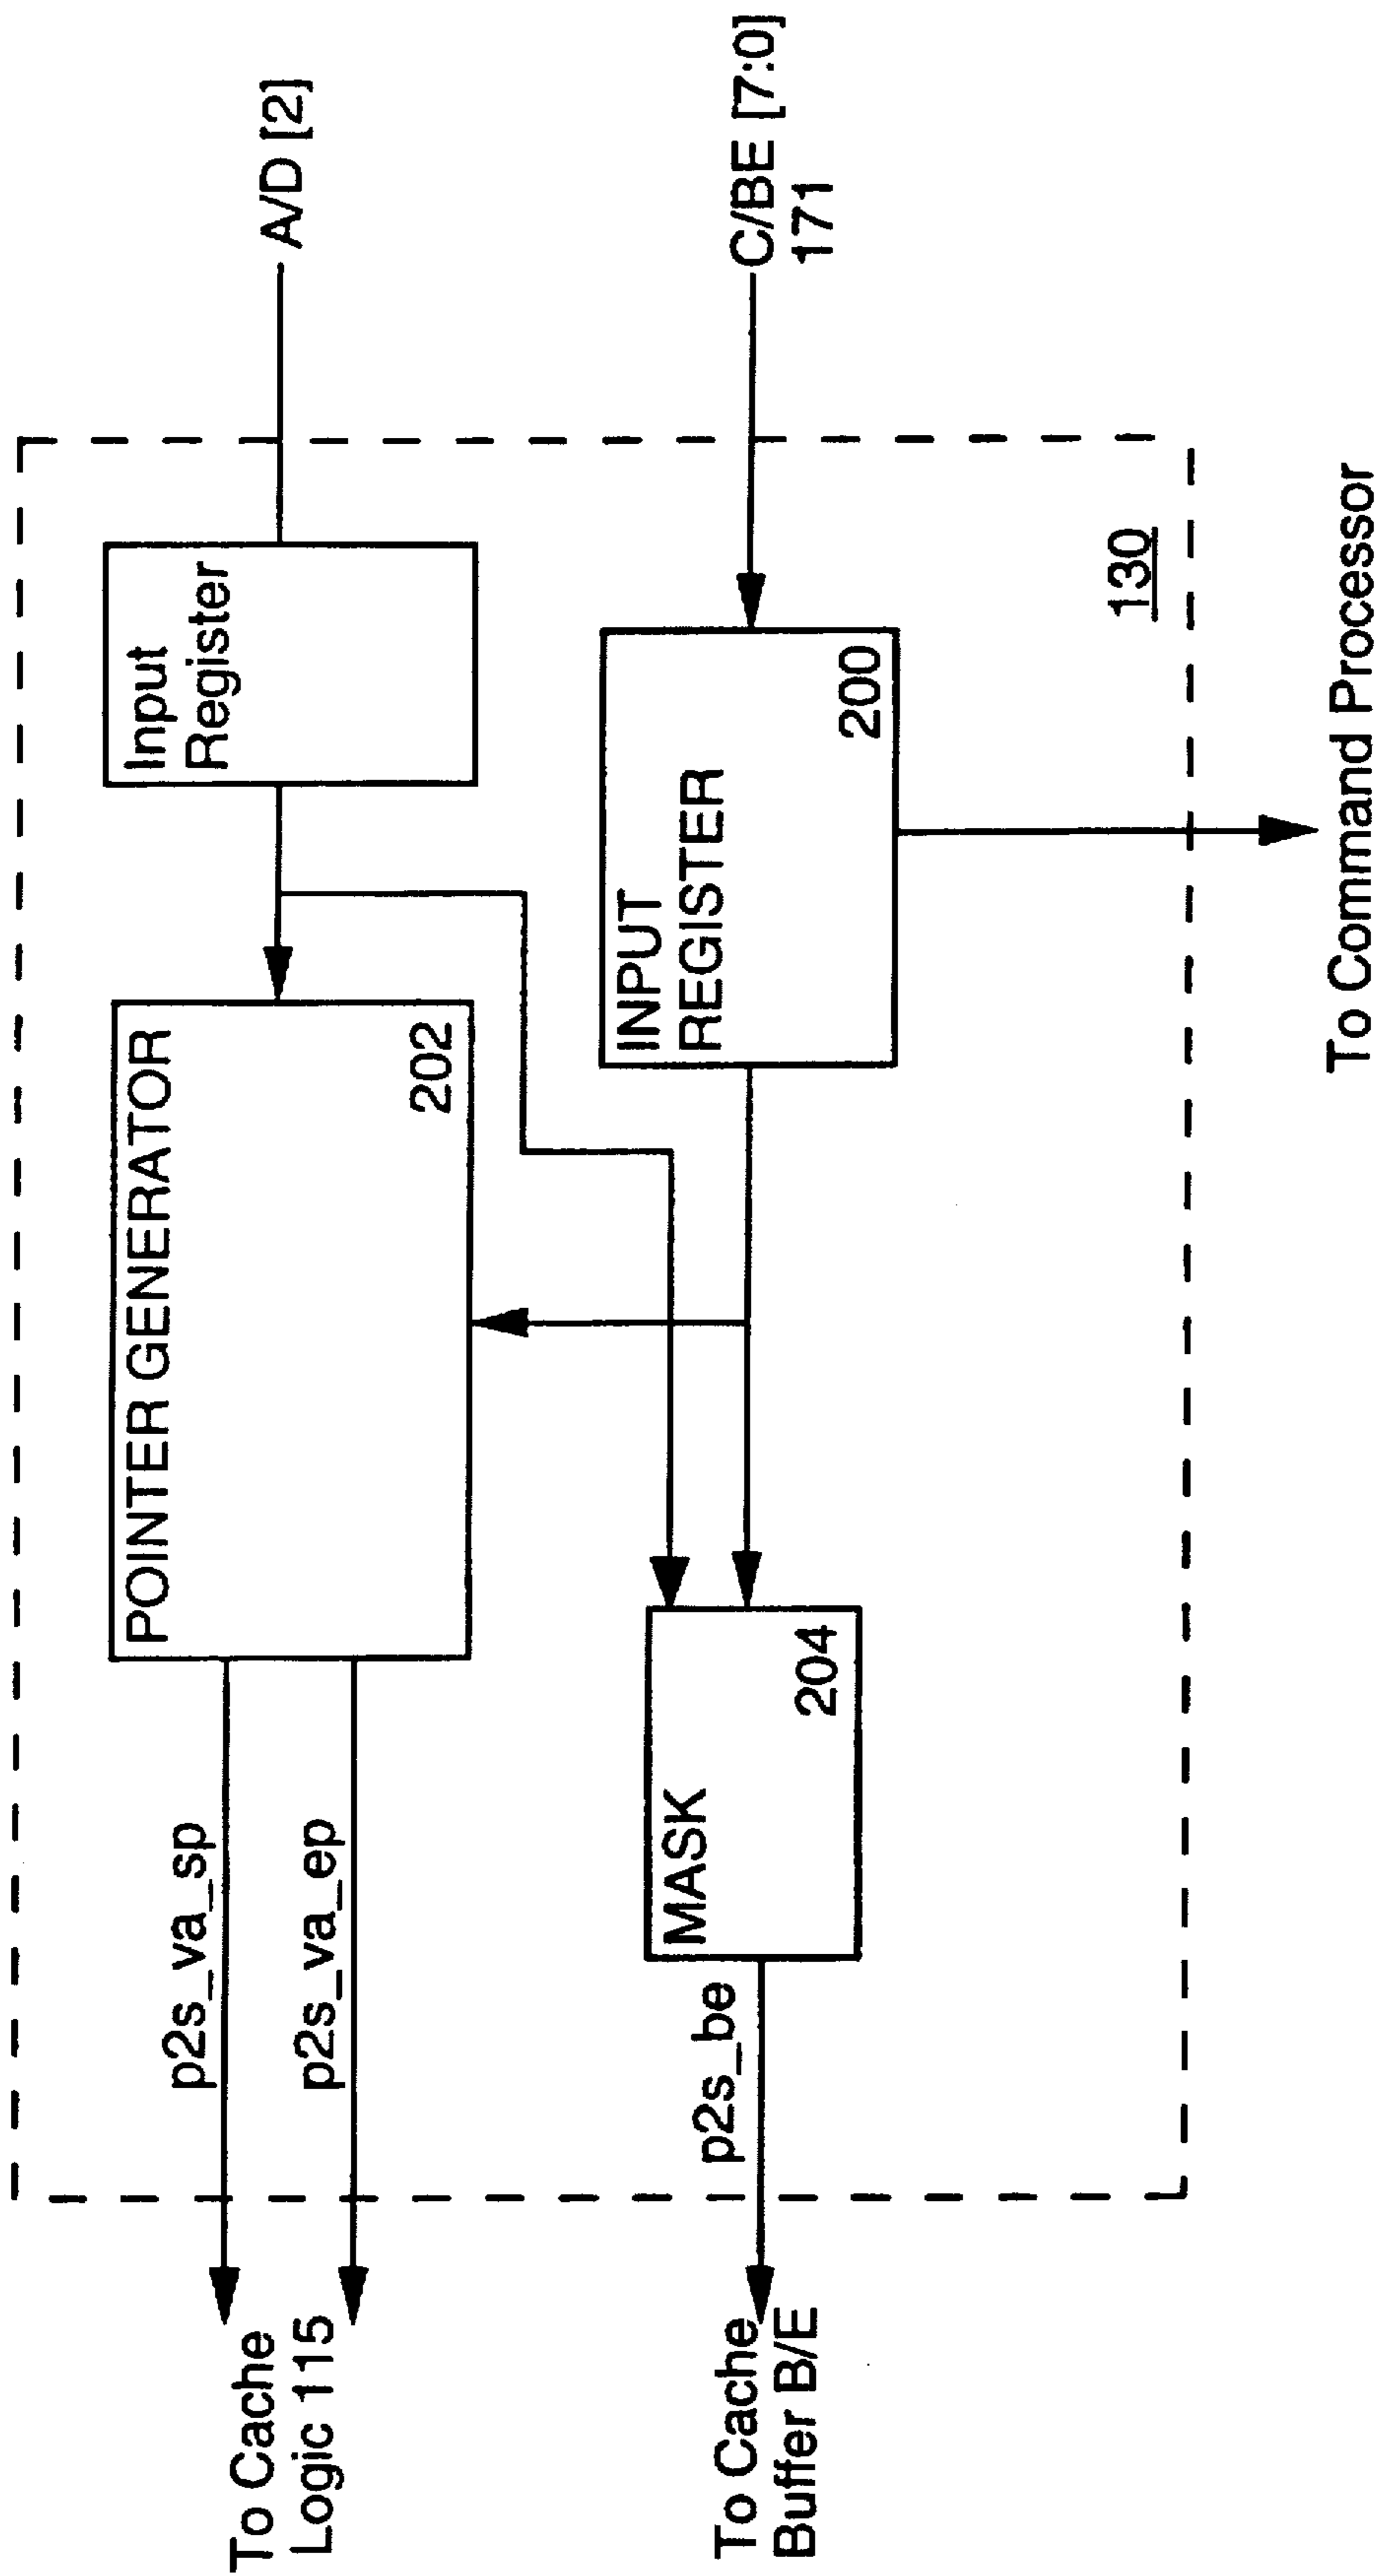 A/D [2]
C/BE [7:0]
171
Input
Register
INPUT
REGISTER
200
130
To Command Processor
POINTER GENERATOR
202
MASK
204
p2s_va_sp
p2s_va_ep
p2s_be
To Cache
Logic 115
To Cache
Buffer B/E